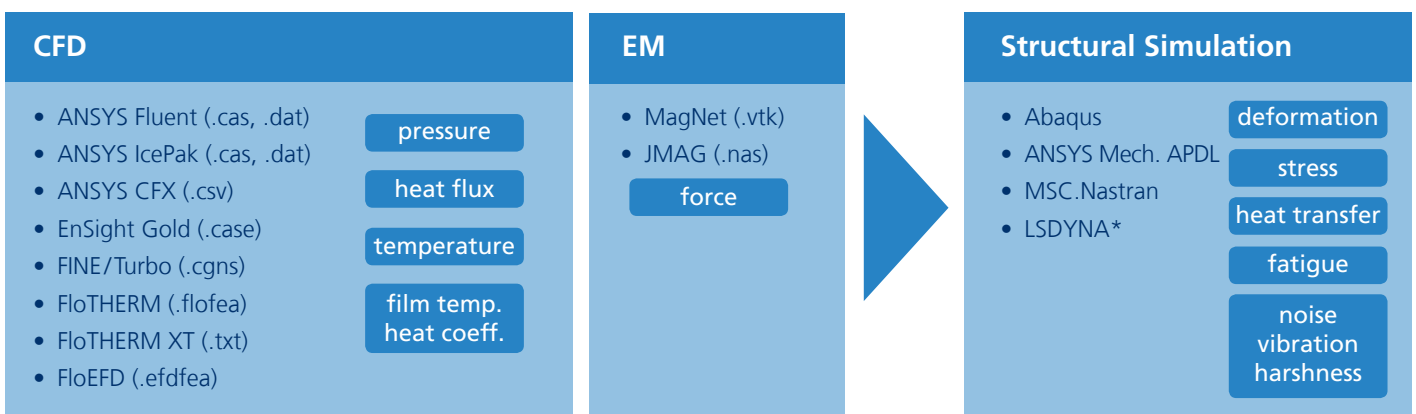 CFD
• ANSYS Fluent (.cas, .dat)
• ANSYS IcePak (.cas, .dat)
• ANSYS CFX (.csv)
• EnSight Gold (.case)
• FINE/Turbo (.cgns)
• FloTHERM (.flofea)
• FloTHERM XT (.txt)
• FloEFD (.efdfea)
pressure
heat flux
temperature
film temp.
heat coeff.
EM
• MagNet (.vtk)
• JMAG (.nas)
force
Structural Simulation
• Abaqus
• ANSYS Mech. APDL
• MSC.Nastran
• LSDYNA*
deformation
stress
heat transfer
fatigue
noise
vibration
harshness